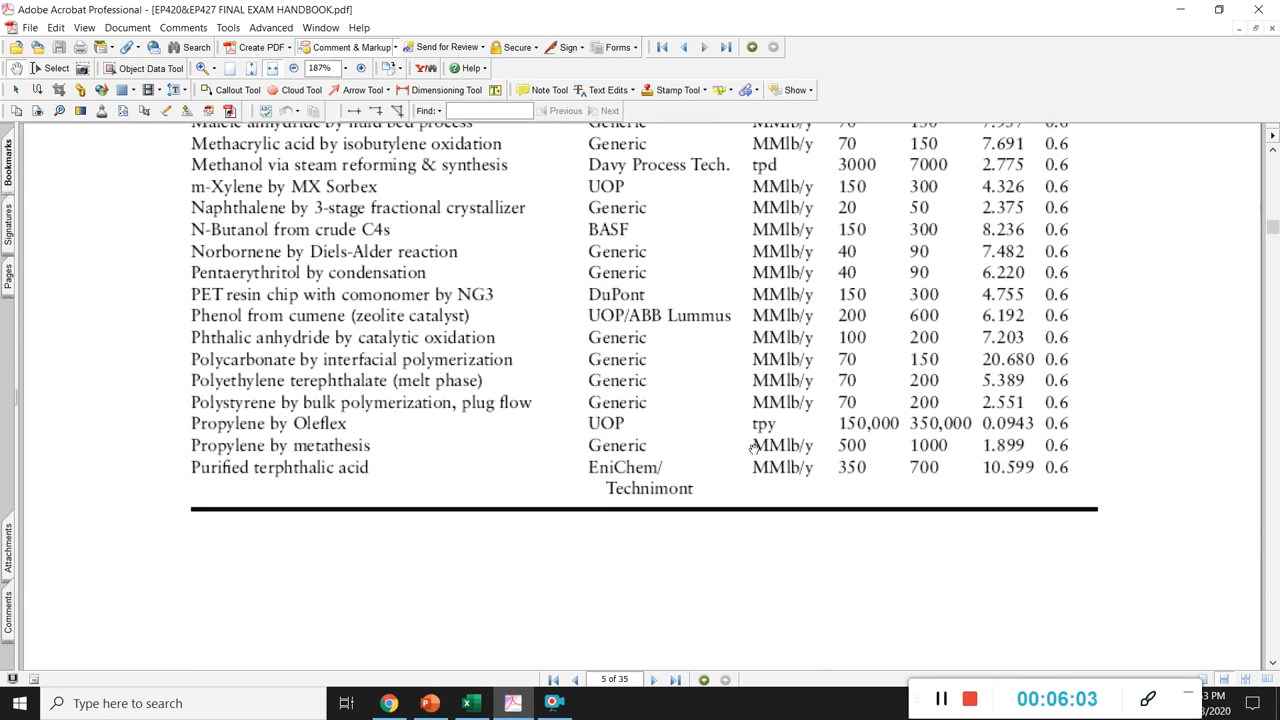 Adobe Acrobat Professional - [EP420&EP427 FINAL EXAM HANDBOOK.pdf]
File Edit View Document Comments Tools Advanced Window Help
Search Create PDF Comment & Markup Send for Review Secure Sign Forms
Select Object Data Tool 187% Y!MSN Help
Callout Tool Cloud Tool Arrow Tool Dimensioning Tool Note Tool Text Edits Stamp Tool Show
Find: Previous Next
Bookmarks
Signatures
Pages
Attachments
Comments
Methacrylic acid by isobutylene oxidation Generic MMlb/y 70 150 7.691 0.6
Methanol via steam reforming & synthesis Davy Process Tech. tpd 3000 7000 2.775 0.6
m-Xylene by MX Sorbex UOP MMlb/y 150 300 4.326 0.6
Naphthalene by 3-stage fractional crystallizer Generic MMlb/y 20 50 2.375 0.6
N-Butanol from crude C4s BASF MMlb/y 150 300 8.236 0.6
Norbornene by Diels-Alder reaction Generic MMlb/y 40 90 7.482 0.6
Pentaerythritol by condensation Generic MMlb/y 40 90 6.220 0.6
PET resin chip with comonomer by NG3 DuPont MMlb/y 150 300 4.755 0.6
Phenol from cumene (zeolite catalyst) UOP/ABB Lummus MMlb/y 200 600 6.192 0.6
Phthalic anhydride by catalytic oxidation Generic MMlb/y 100 200 7.203 0.6
Polycarbonate by interfacial polymerization Generic MMlb/y 70 150 20.680 0.6
Polyethylene terephthalate (melt phase) Generic MMlb/y 70 200 5.389 0.6
Polystyrene by bulk polymerization, plug flow Generic MMlb/y 70 200 2.551 0.6
Propylene by Oleflex UOP tpy 150,000 350,000 0.0943 0.6
Propylene by metathesis Generic MMlb/y 500 1000 1.899 0.6
Purified terphthalic acid EniChem/ MMlb/y 350 700 10.599 0.6
Technimont
5 of 35
Type here to search
00:06:03
3 PM
/2020